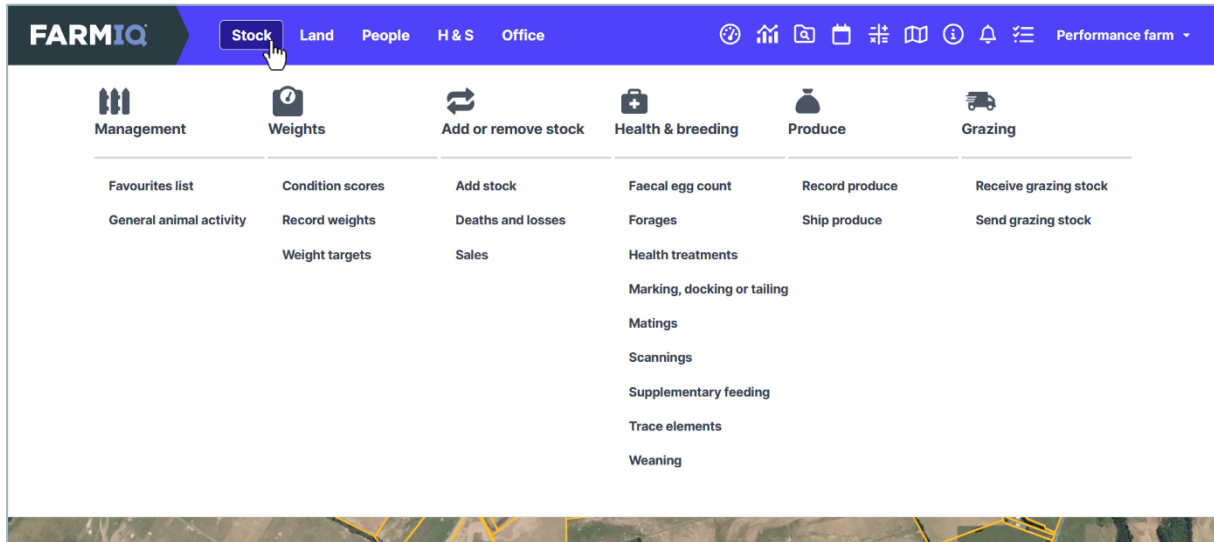 FARMIQ
Stock Land People H & S Office Performance farm
Management Weights Add or remove stock Health & breeding Produce Grazing
Favourites list Condition scores Add stock Faecal egg count Record produce Receive grazing stock
General animal activity Record weights Deaths and losses Forages Ship produce Send grazing stock
Weight targets Sales Health treatments
Marking, docking or tailing
Matings
Scannings
Supplementary feeding
Trace elements
Weaning